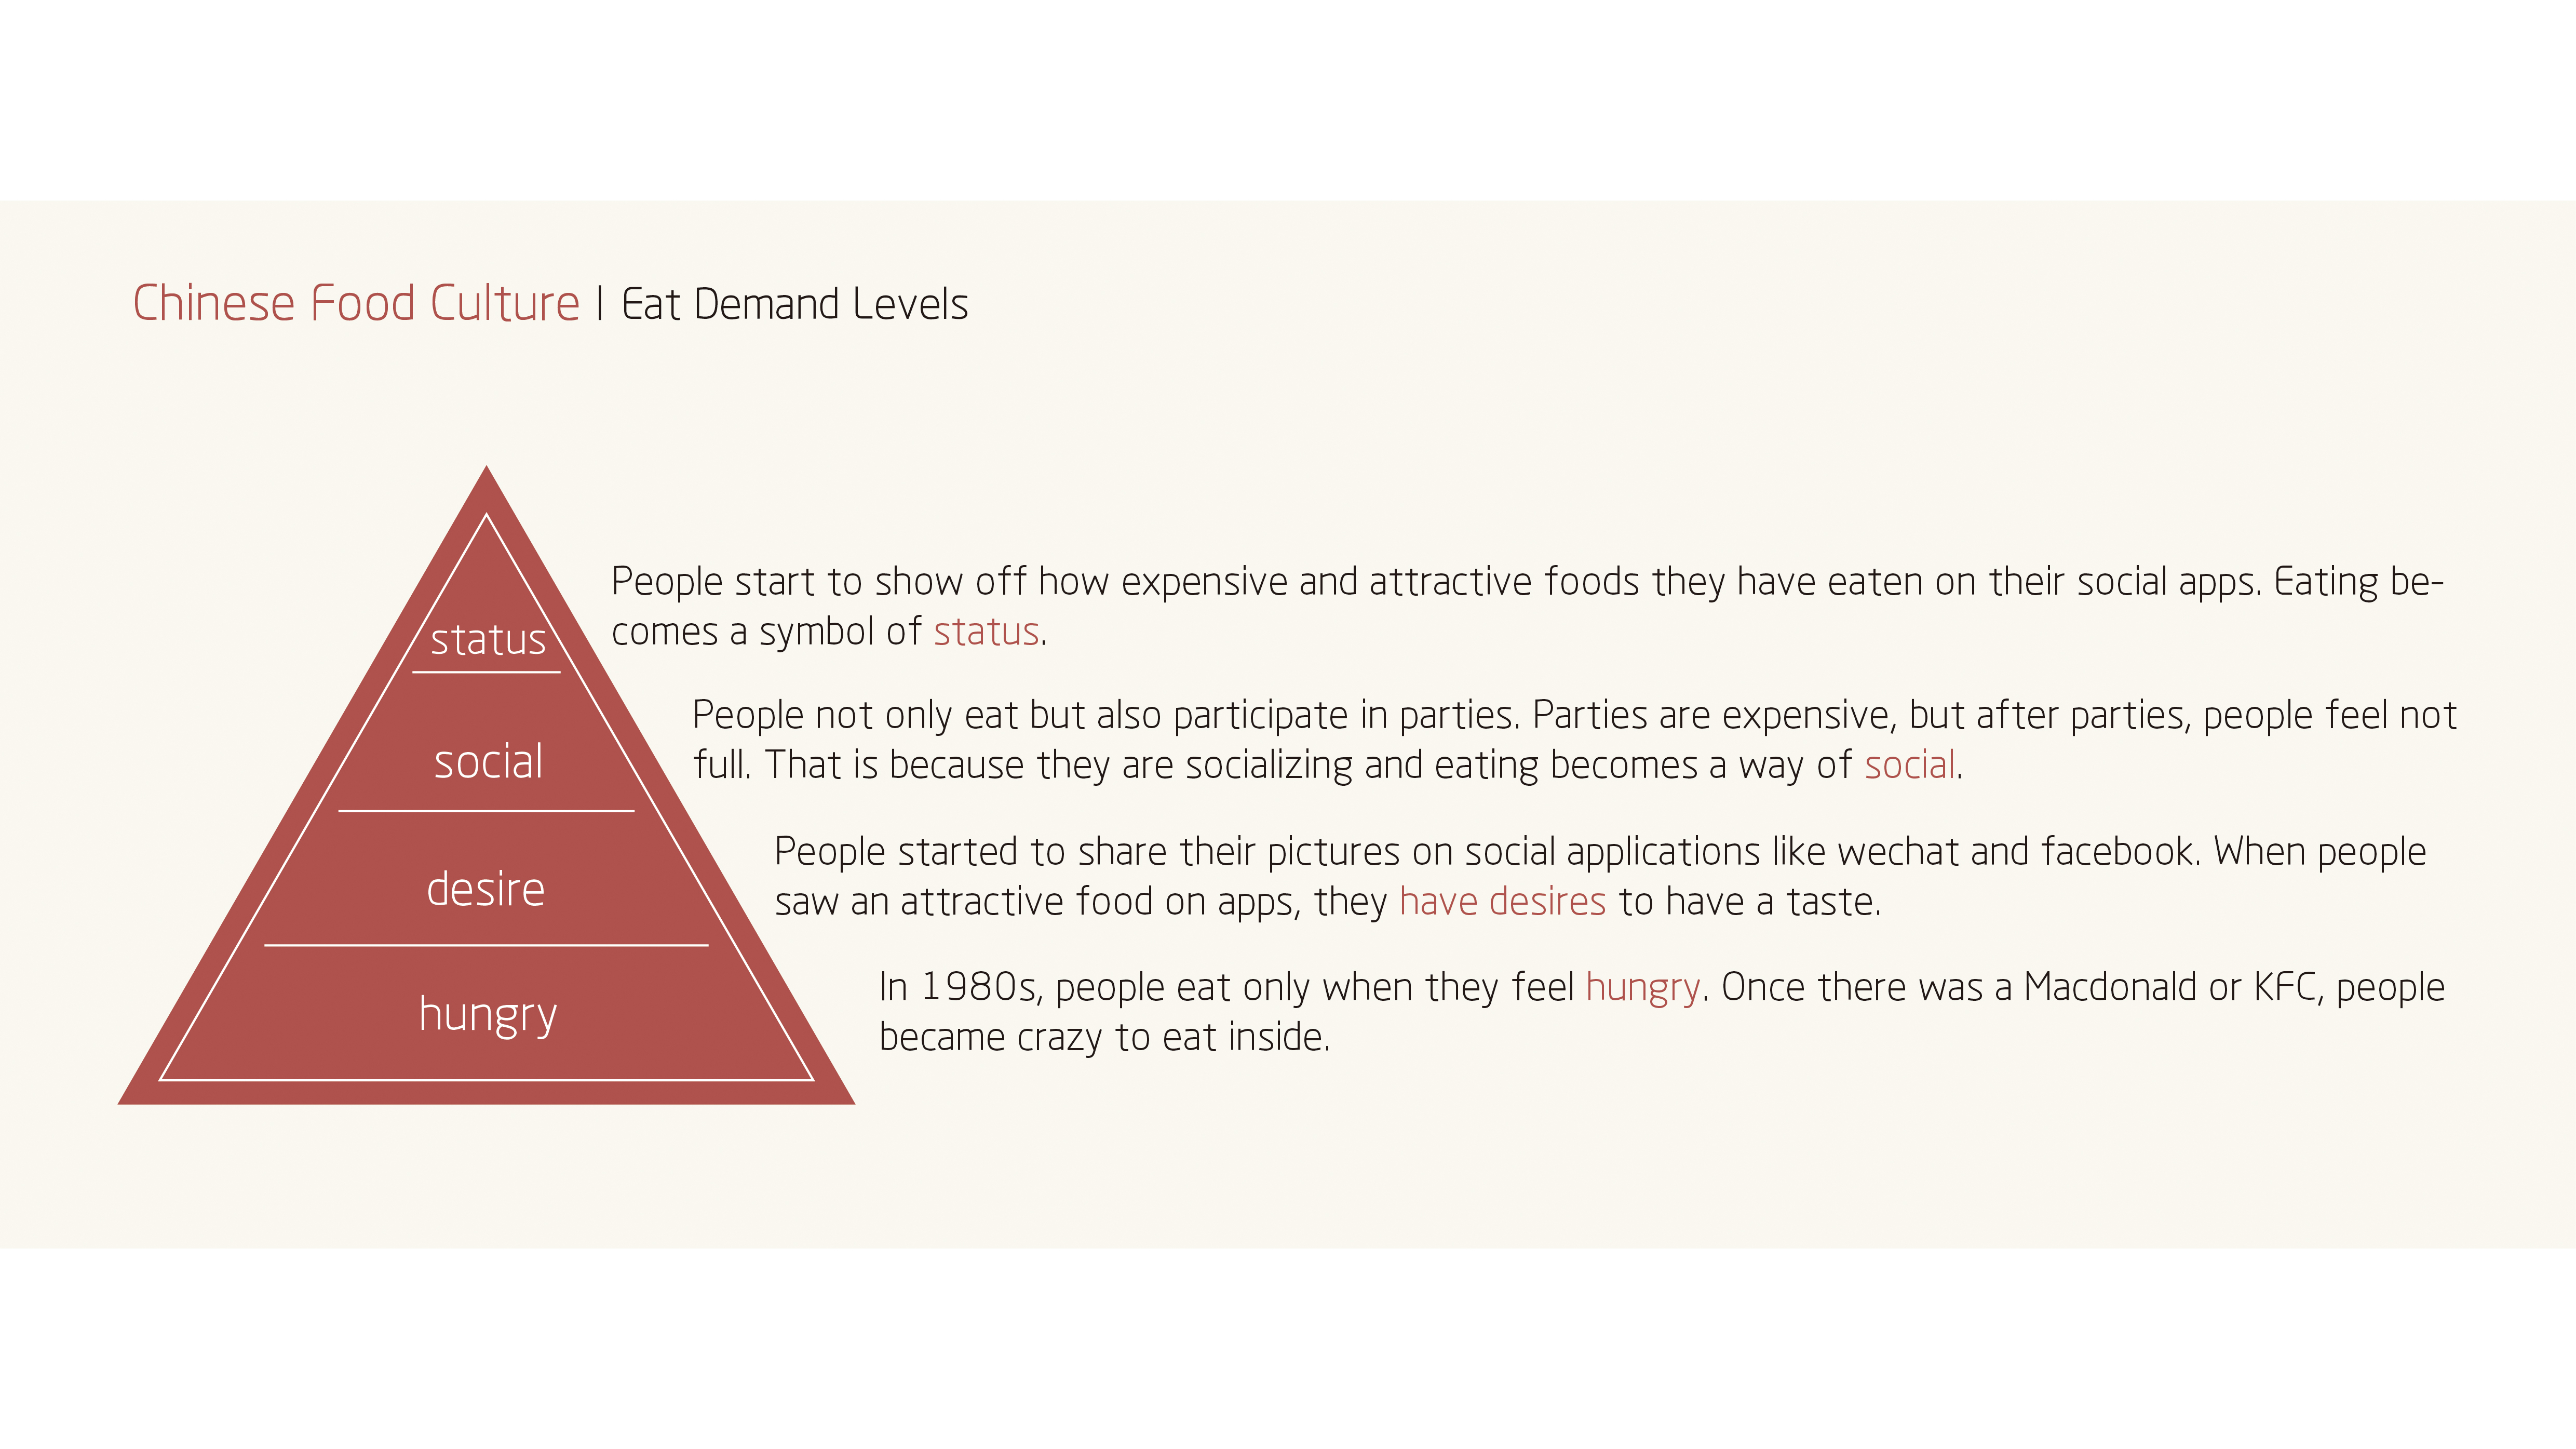 Chinese Food Culture | Eat Demand Levels
status
People start to show off how expensive and attractive foods they have eaten on their social apps. Eating be-
comes a symbol of status.
social
People not only eat but also participate in parties. Parties are expensive, but after parties, people feel not
full. That is because they are socializing and eating becomes a way of social.
desire
People started to share their pictures on social applications like wechat and facebook. When people
saw an attractive food on apps, they have desires to have a taste.
hungry
In 1980s, people eat only when they feel hungry. Once there was a Macdonald or KFC, people
became crazy to eat inside.